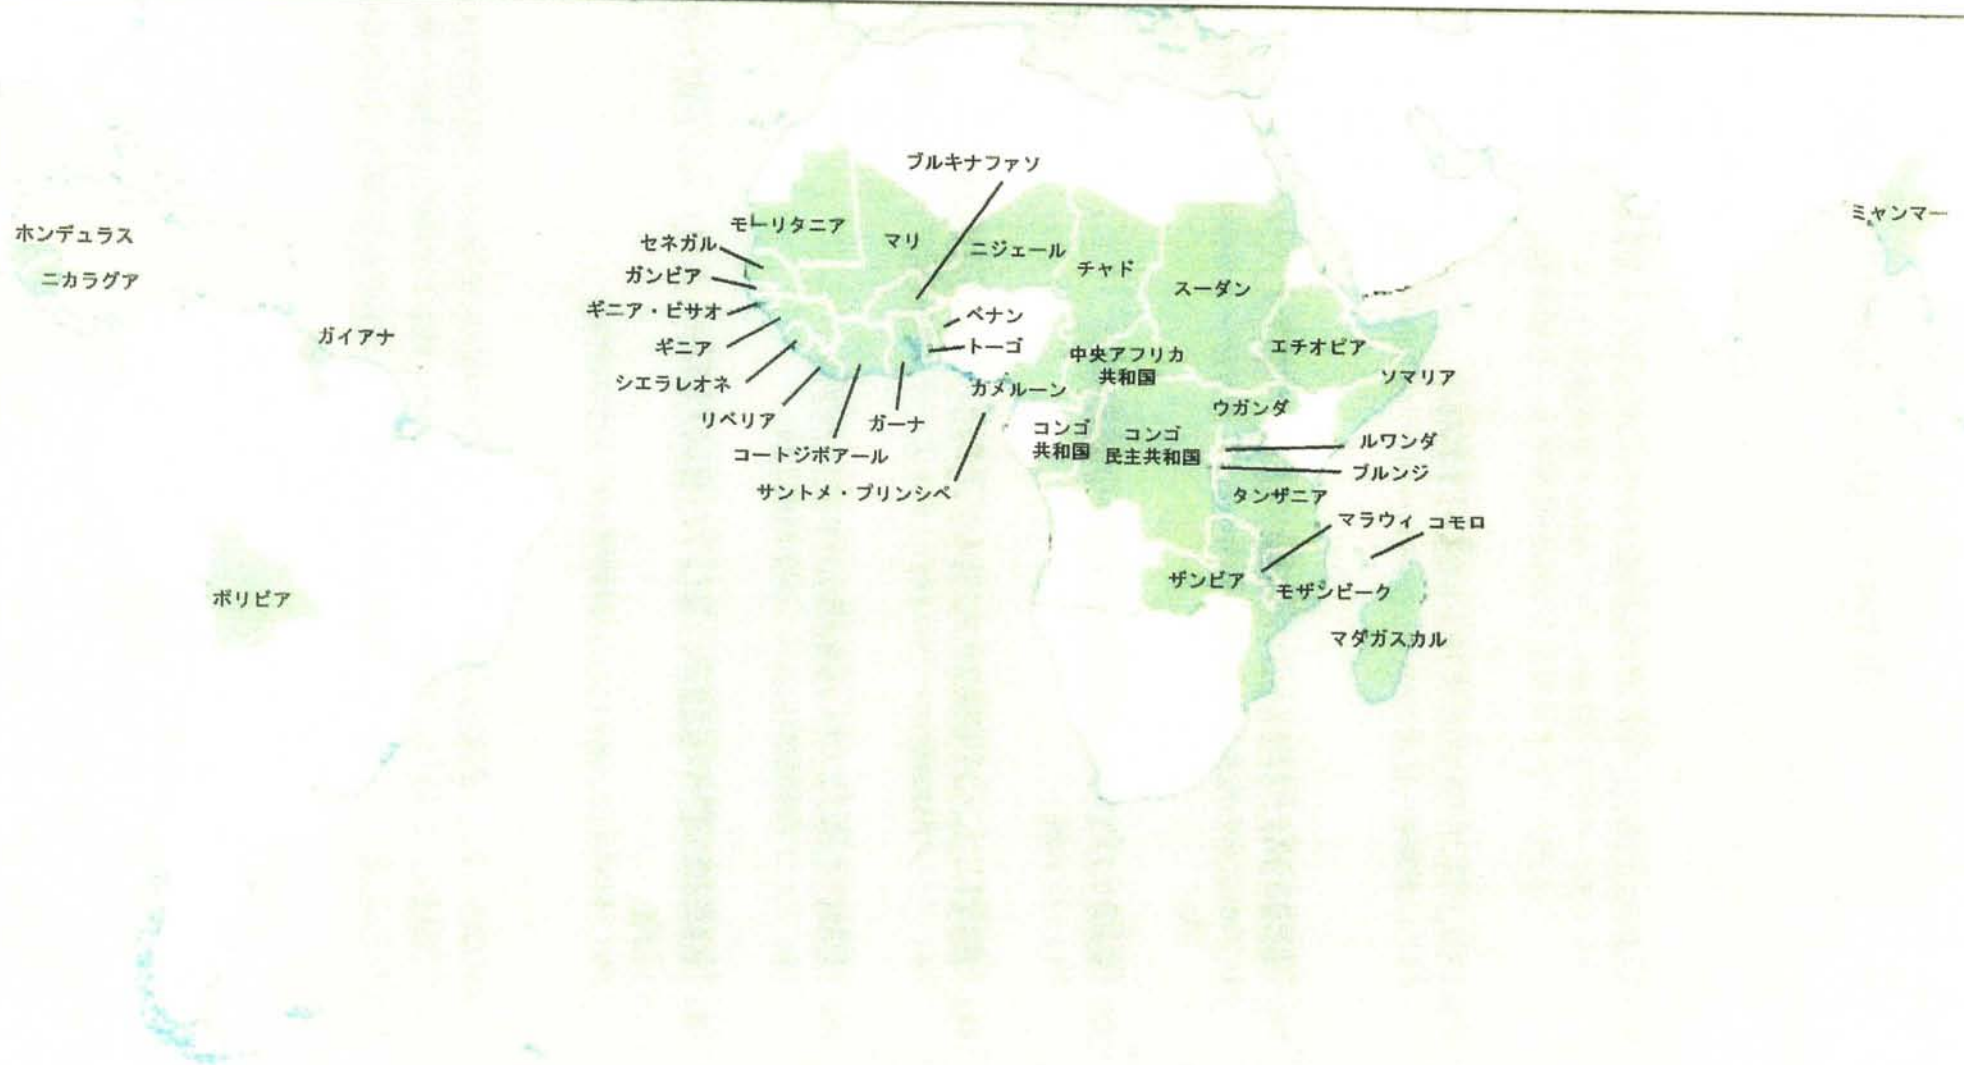 ブルキナファソ
ホンデュラス
ニカラグア
ガイアナ
ボリビア
モーリタニア
マリ
ニジェール
チャド
スーダン
ミャンマー
セネガル
ガンビア
ギニア・ビサオ
ギニア
シエラレオネ
リベリア
コートジボアール
ガーナ
サントメ・プリンシペ
ベナン
トーゴ
カメルーン
中央アフリカ
共和国
エチオピア
ソマリア
ウガンダ
コンゴ
共和国
コンゴ
民主共和国
ルワンダ
ブルンジ
タンザニア
マラウィ
コモロ
ザンビア
モザンビーク
マダガスカル